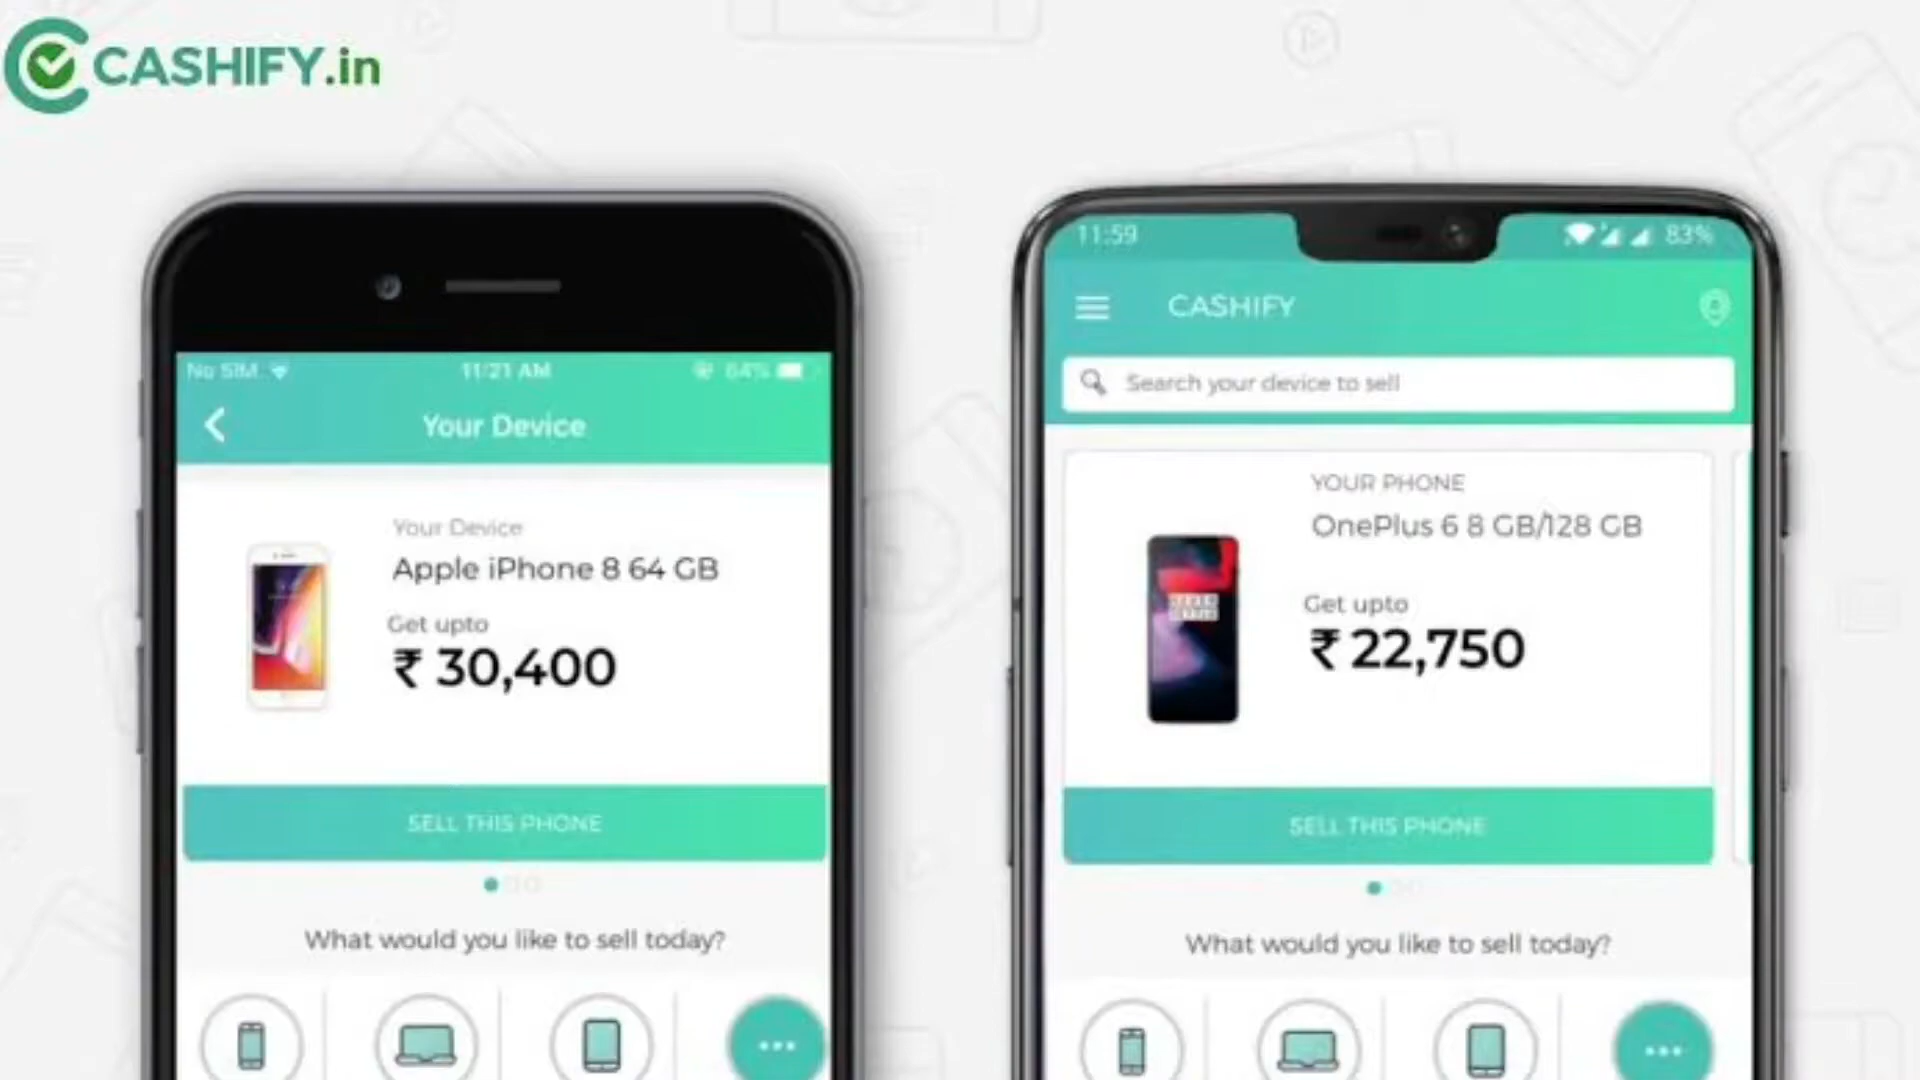 CASHIFY.in
No SIM
11:21 AM
64%
Your Device
Your Device
Apple iPhone 8 64 GB
Get upto
₹ 30,400
SELL THIS PHONE
What would you like to sell today?
11:59
83%
CASHIFY
Search your device to sell
YOUR PHONE
OnePlus 6 8 GB/128 GB
Get upto
₹ 22,750
SELL THIS PHONE
What would you like to sell today?